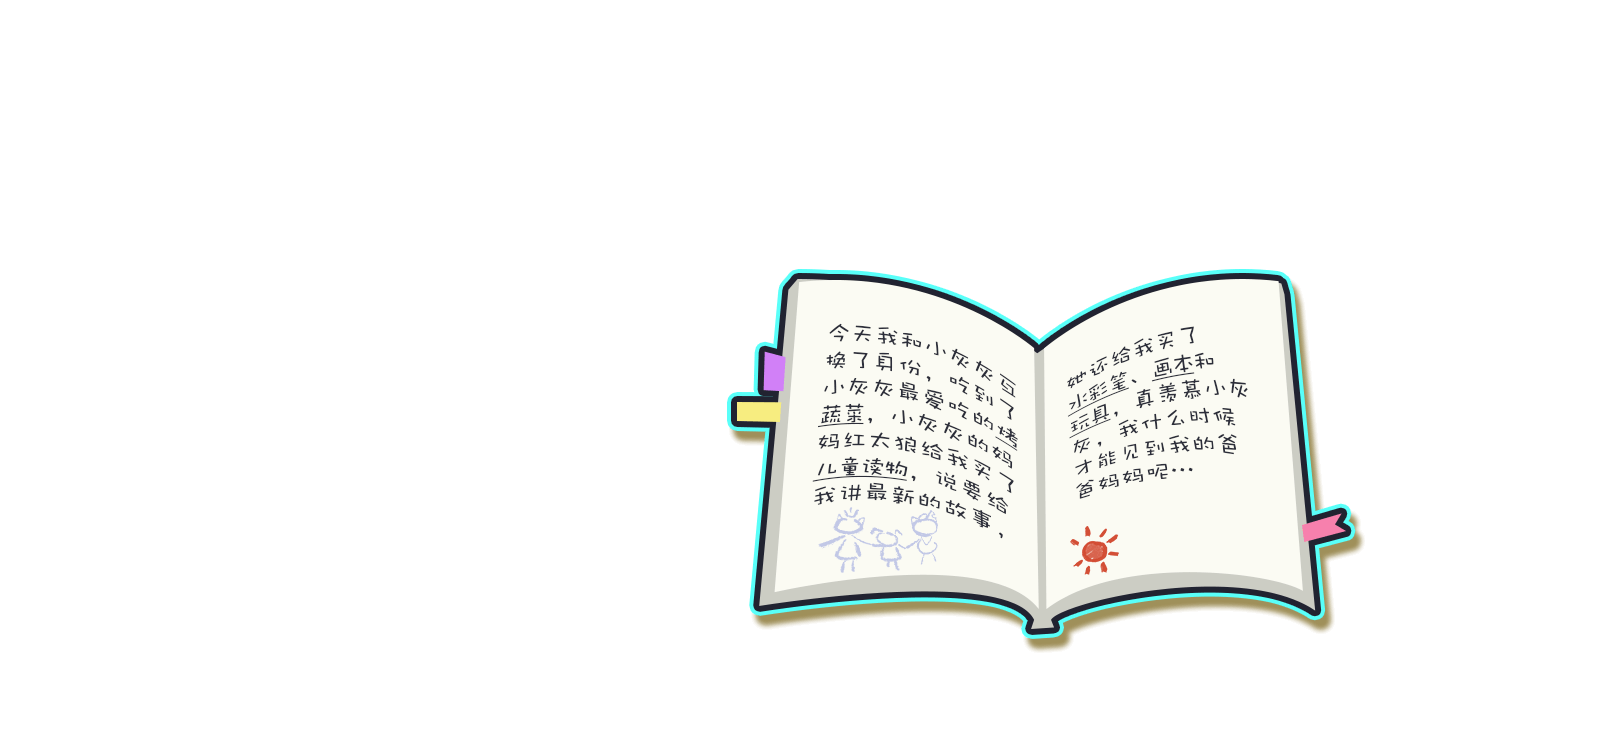 今天我和小灰灰互
换了身份，吃到了
小灰灰最爱吃的烤
蔬菜，小灰灰的妈
妈红太狼给我买了
儿童读物，说要给
我讲最新的故事，
她还给我买了
水彩笔、画本和
玩具，真羡慕小灰
灰，我什么时候
才能见到我的爸
爸妈妈呢…